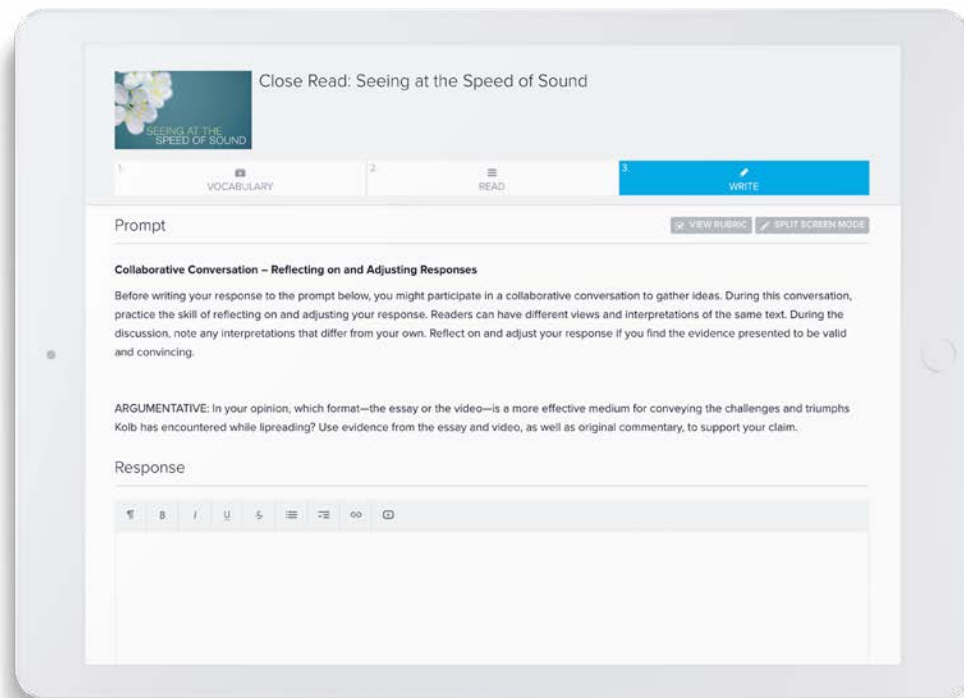 Close Read: Seeing at the Speed of Sound
SEEING AT THE
SPEED OF SOUND
1.
VOCABULARY
2.
READ
3.
WRITE
Prompt
VIEW RUBRIC
SPLIT SCREEN MODE
Collaborative Conversation – Reflecting on and Adjusting Responses
Before writing your response to the prompt below, you might participate in a collaborative conversation to gather ideas. During this conversation,
practice the skill of reflecting on and adjusting your response. Readers can have different views and interpretations of the same text. During the
discussion, note any interpretations that differ from your own. Reflect on and adjust your response if you find the evidence presented to be valid
and convincing.
ARGUMENTATIVE: In your opinion, which format—the essay or the video—is a more effective medium for conveying the challenges and triumphs
Kolb has encountered while lipreading? Use evidence from the essay and video, as well as original commentary, to support your claim.
Response
¶ B I U S